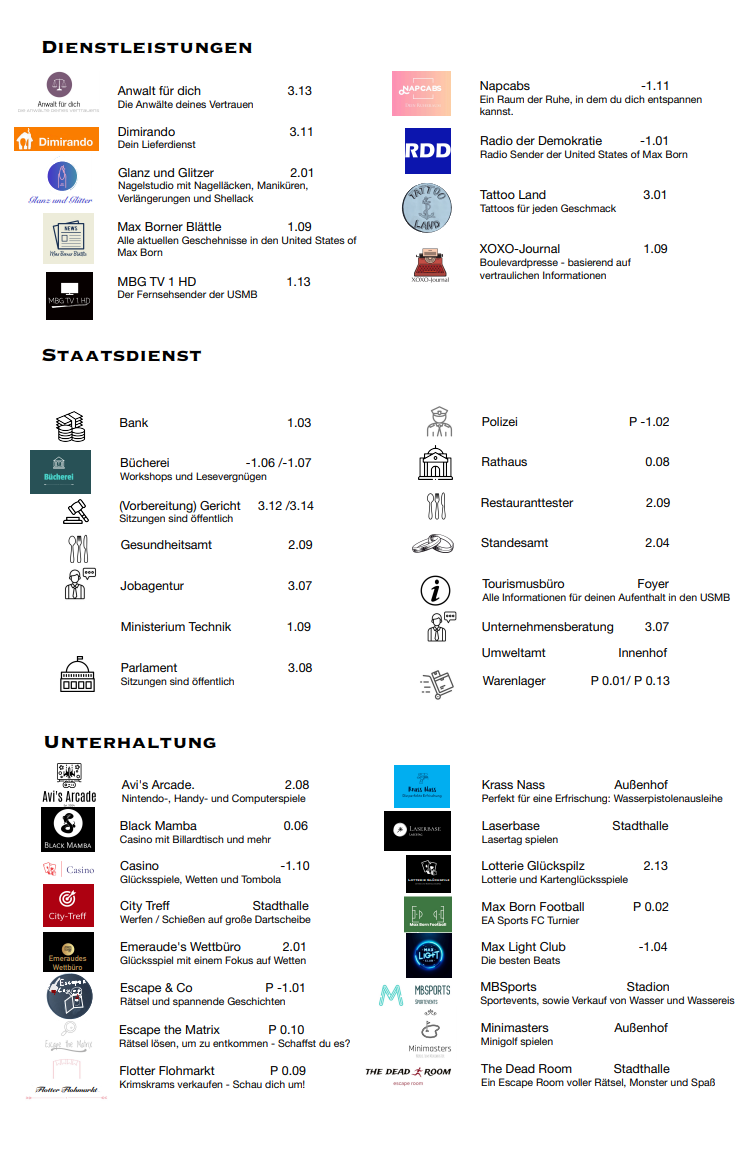 DIENSTLEISTUNGEN
Anwalt für dich
Anwalt für dich 3.13
Die Anwälte deines Vertrauen
Dimirando
Dimirando 3.11
Dein Lieferdienst
Glanz und Glitter
Glanz und Glitzer 2.01
Nagelstudio mit Nagelläcken, Maniküren,
Verlängerungen und Shellack
NEWS
Max Borner Blättle
Max Borner Blättle 1.09
Alle aktuellen Geschehnisse in den United States of
Max Born
MBG TV 1 HD
MBG TV 1 HD 1.13
Der Fernsehsender der USMB
NAPCABS
Napcabs -1.11
Ein Raum der Ruhe, in dem du dich entspannen
kannst.
RDD
Radio der Demokratie -1.01
Radio Sender der United States of Max Born
TATTOO
LAND
Tattoo Land 3.01
Tattoos für jeden Geschmack
XOXO-Journal
XOXO-Journal 1.09
Boulevardpresse - basierend auf
vertraulichen Informationen
STAATSDIENST
Bank 1.03
Bücherei
Bücherei -1.06 /-1.07
Workshops und Lesevergnügen
(Vorbereitung) Gericht 3.12 /3.14
Sitzungen sind öffentlich
Gesundheitsamt 2.09
Jobagentur 3.07
Ministerium Technik 1.09
Parlament 3.08
Sitzungen sind öffentlich
Polizei P -1.02
Rathaus 0.08
Restauranttester 2.09
Standesamt 2.04
Tourismusbüro Foyer
Alle Informationen für deinen Aufenthalt in den USMB
Unternehmensberatung 3.07
Umweltamt Innenhof
Warenlager P 0.01/ P 0.13
UNTERHALTUNG
Avi's Arcade
Avi's Arcade. 2.08
Nintendo-, Handy- und Computerspiele
BLACK MAMBA
Black Mamba 0.06
Casino mit Billardtisch und mehr
Casino
Casino -1.10
Glücksspiele, Wetten und Tombola
City-Treff
City Treff Stadthalle
Werfen / Schießen auf große Dartscheibe
Emeraudes
Wettbüro
Emeraude's Wettbüro 2.01
Glücksspiel mit einem Fokus auf Wetten
Escape & Co P -1.01
Rätsel und spannende Geschichten
Escape the Matrix
Escape the Matrix P 0.10
Rätsel lösen, um zu entkommen - Schaffst du es?
Flotter Flohmarkt
Flotter Flohmarkt P 0.09
Krimskrams verkaufen - Schau dich um!
Krass Nass
Krass Nass Außenhof
Perfekt für eine Erfrischung: Wasserpistolenausleihe
LASERBASE
Laserbase Stadthalle
Lasertag spielen
LOTTERIE GLÜCKSPILZ
Lotterie Glückspilz 2.13
Lotterie und Kartenglücksspiele
Max Born Football
Max Born Football P 0.02
EA Sports FC Turnier
MAX
LIGHT
CLUB
Max Light Club -1.04
Die besten Beats
MBSPORTS
SPORTEVENTS
MBSports Stadion
Sportevents, sowie Verkauf von Wasser und Wassereis
Minimasters
Minimasters Außenhof
Minigolf spielen
THE DEAD ROOM
escape room
The Dead Room Stadthalle
Ein Escape Room voller Rätsel, Monster und Spaß